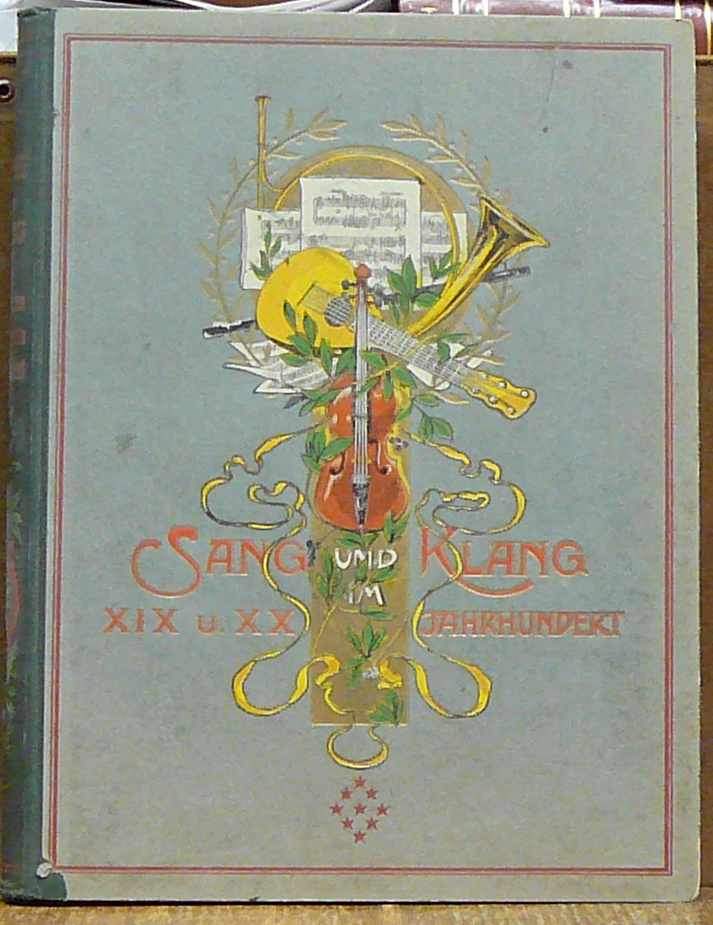 SANG UND KLANG
IM
XIX U. XX JAHRHUNDERT